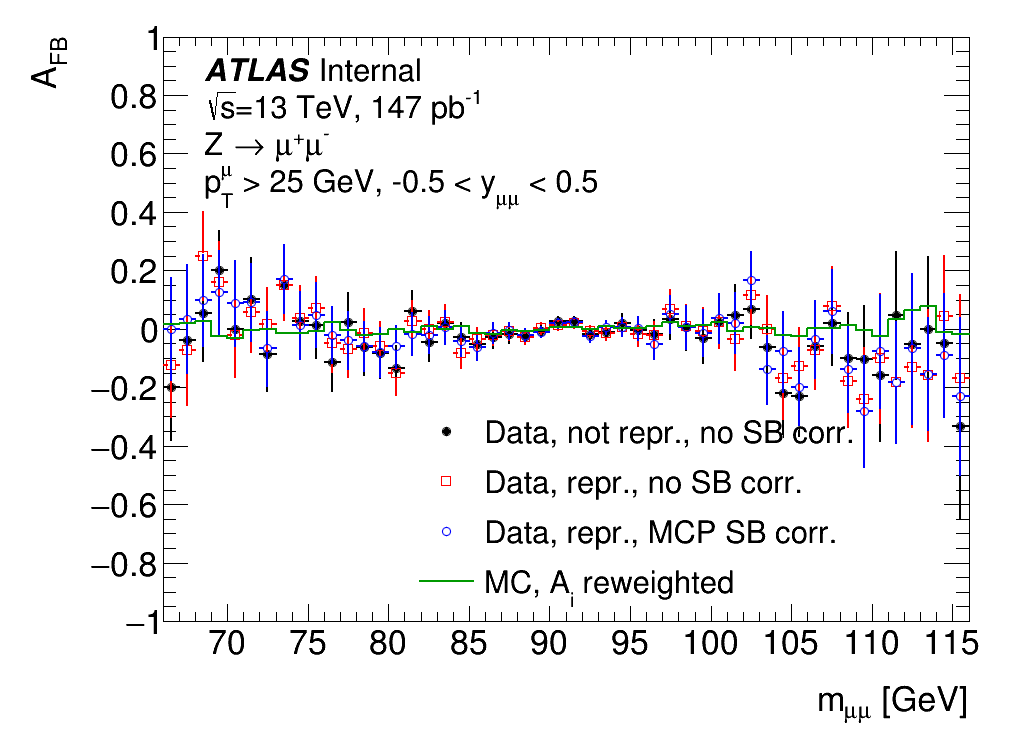 A_FB
ATLAS Internal
√s=13 TeV, 147 pb⁻¹
Z → μ⁺μ⁻
p_T^μ > 25 GeV, -0.5 < y_μμ < 0.5
1
0.8
0.6
0.4
0.2
0
−0.2
−0.4
−0.6
−0.8
−1
Data, not repr., no SB corr.
Data, repr., no SB corr.
Data, repr., MCP SB corr.
MC, A_i reweighted
70 75 80 85 90 95 100 105 110 115
m_μμ [GeV]